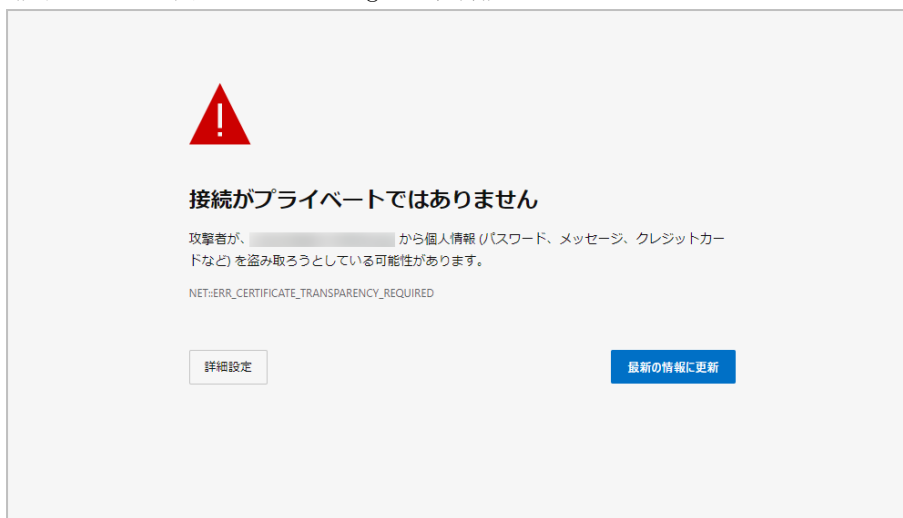 接続がプライベートではありません
攻撃者が、 から個人情報 (パスワード、メッセージ、クレジットカー
ドなど) を盗み取ろうとしている可能性があります。
NET::ERR_CERTIFICATE_TRANSPARENCY_REQUIRED
詳細設定
最新の情報に更新